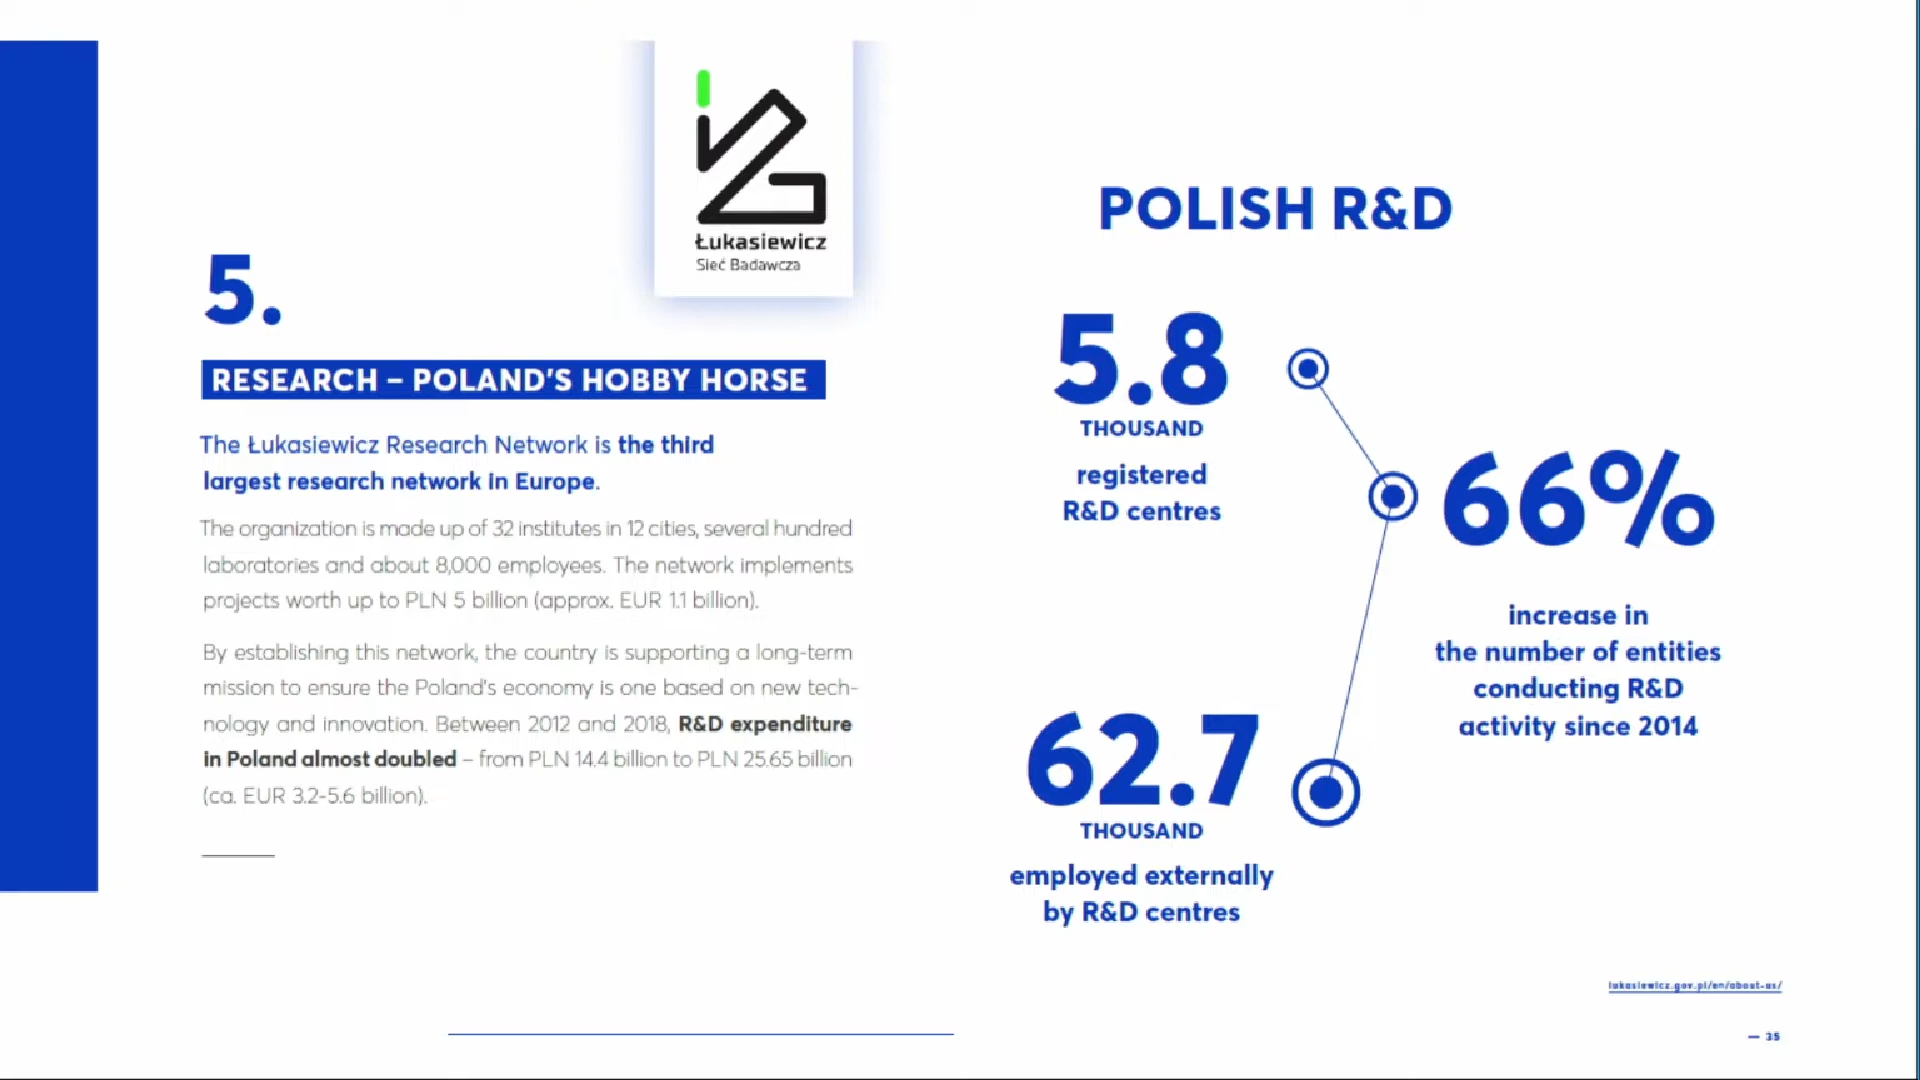 Łukasiewicz
Sieć Badawcza
5.
RESEARCH – POLAND'S HOBBY HORSE
The Łukasiewicz Research Network is the third
largest research network in Europe.
The organization is made up of 32 institutes in 12 cities, several hundred
laboratories and about 8,000 employees. The network implements
projects worth up to PLN 5 billion (approx. EUR 1.1 billion).
By establishing this network, the country is supporting a long-term
mission to ensure the Poland's economy is one based on new tech-
nology and innovation. Between 2012 and 2018, R&D expenditure
in Poland almost doubled – from PLN 14.4 billion to PLN 25.65 billion
(ca. EUR 3.2-5.6 billion).
POLISH R&D
5.8
THOUSAND
registered
R&D centres
66%
increase in
the number of entities
conducting R&D
activity since 2014
62.7
THOUSAND
employed externally
by R&D centres
lukasiewicz.gov.pl/en/about-us/
— 35